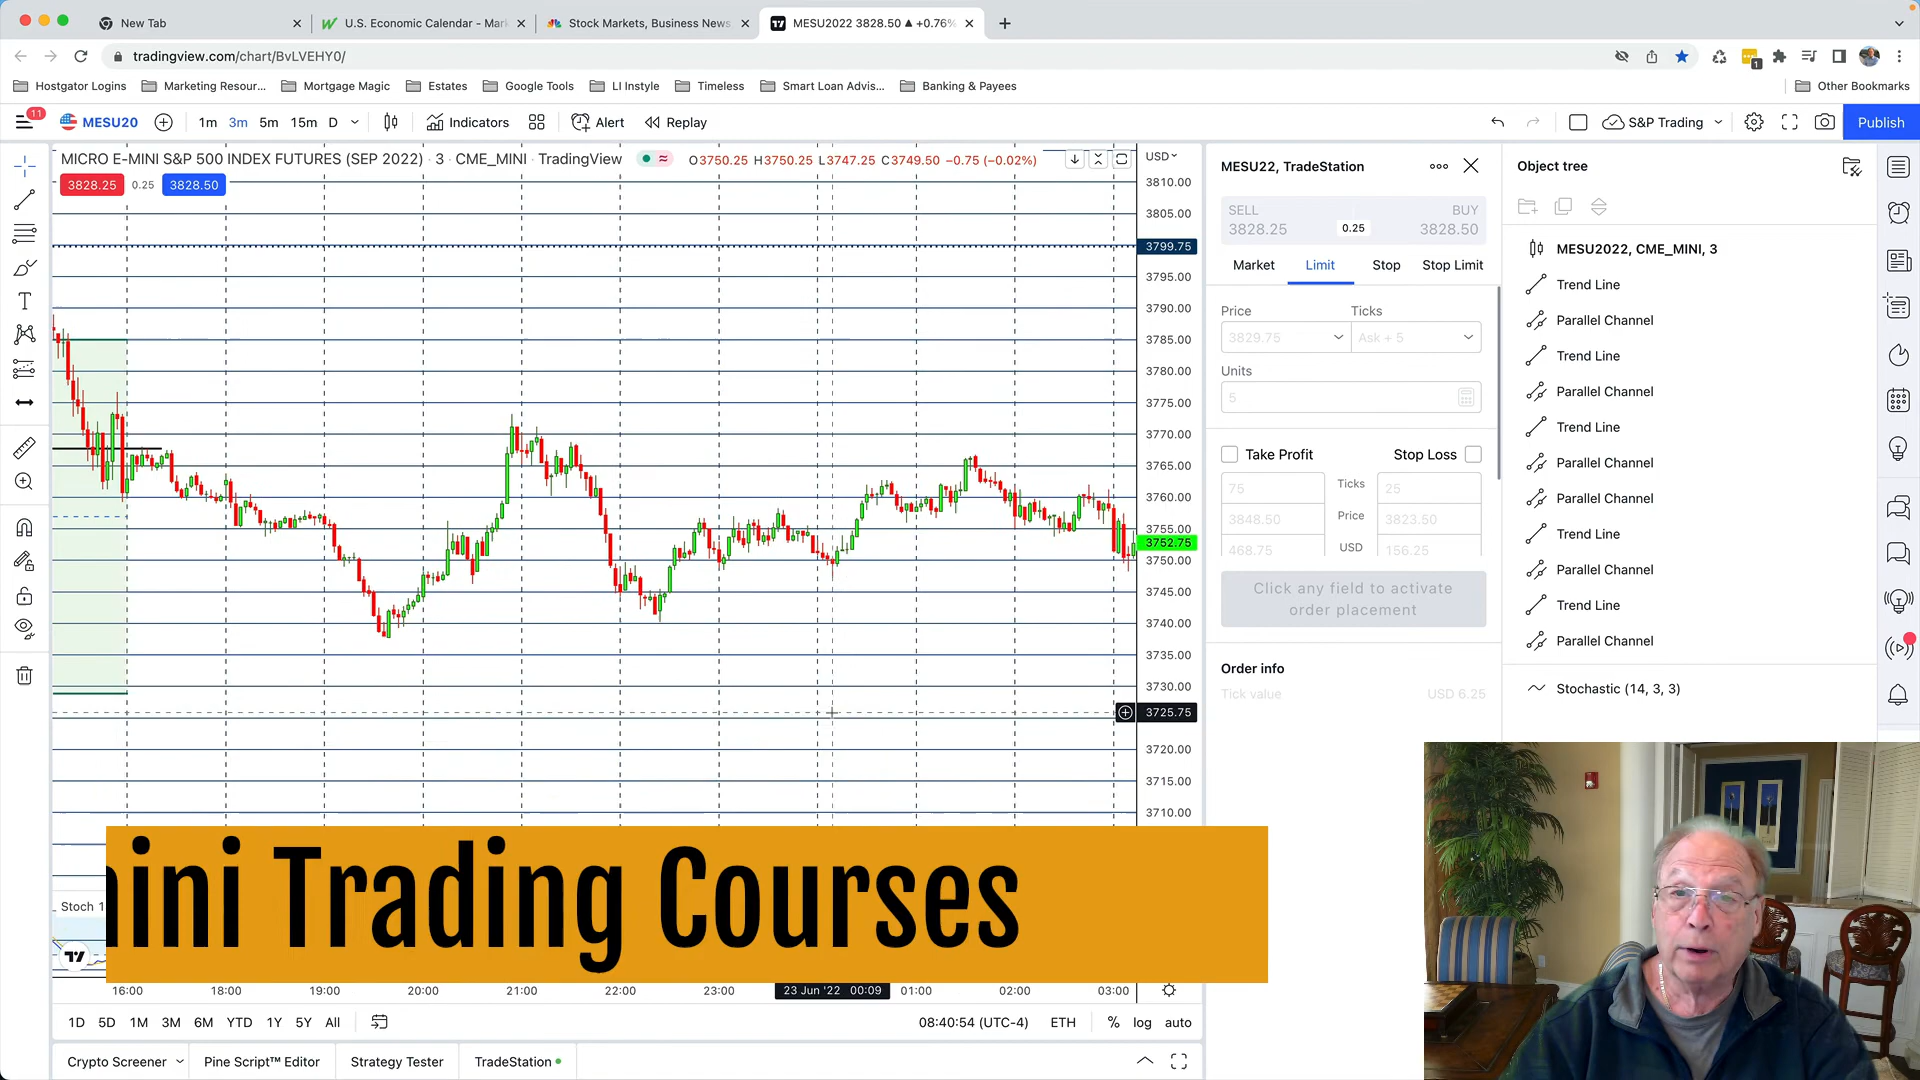 New Tab
U.S. Economic Calendar - Mark
Stock Markets, Business News
MESU2022 3828.50 ▲ +0.76%
tradingview.com/chart/BvLVEHY0/
1
Hostgator Logins
Marketing Resour...
Mortgage Magic
Estates
Google Tools
LI Instyle
Timeless
Smart Loan Advis...
Banking & Payees
Other Bookmarks
11
MESU20
1m
3m
5m
15m
D
Indicators
Alert
Replay
S&P Trading
Publish
MICRO E-MINI S&P 500 INDEX FUTURES (SEP 2022) · 3 · CME_MINI · TradingView
O3750.25 H3750.25 L3747.25 C3749.50 −0.75 (−0.02%)
3828.25
0.25
3828.50
USD
3810.00
3805.00
3799.75
3795.00
3790.00
3785.00
3780.00
3775.00
3770.00
3765.00
3760.00
3755.00
3752.75
3750.00
3745.00
3740.00
3735.00
3730.00
3725.75
3720.00
3715.00
3710.00
MESU22, TradeStation
SELL
BUY
3828.25
0.25
3828.50
Market
Limit
Stop
Stop Limit
Price
Ticks
3829.75
Ask + 5
Units
5
Take Profit
Stop Loss
75
Ticks
25
3848.50
Price
3823.50
468.75
USD
156.25
Click any field to activate
order placement
Order info
Tick value
USD 6.25
Object tree
MESU2022, CME_MINI, 3
Trend Line
Parallel Channel
Trend Line
Parallel Channel
Trend Line
Parallel Channel
Parallel Channel
Trend Line
Parallel Channel
Trend Line
Parallel Channel
Stochastic (14, 3, 3)
Stoch 1
ini Trading Courses
16:00
18:00
19:00
20:00
21:00
22:00
23:00
23 Jun '22 00:09
01:00
02:00
03:00
1D
5D
1M
3M
6M
YTD
1Y
5Y
All
08:40:54 (UTC-4)
ETH
%
log
auto
Crypto Screener
Pine Script™ Editor
Strategy Tester
TradeStation